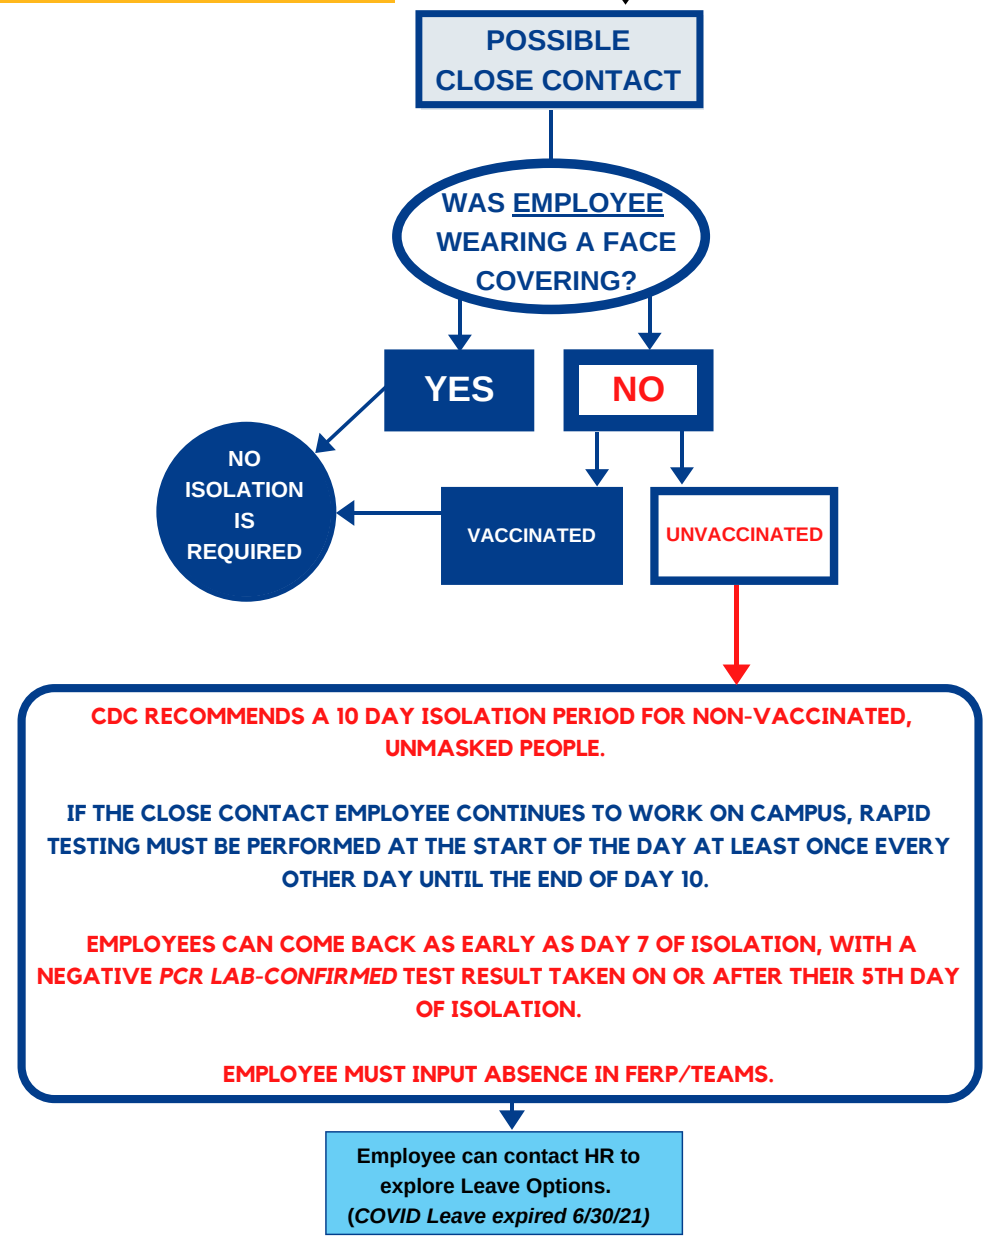 POSSIBLE
CLOSE CONTACT
WAS EMPLOYEE
WEARING A FACE
COVERING?
YES
NO
NO
ISOLATION
IS
REQUIRED
VACCINATED
UNVACCINATED
CDC RECOMMENDS A 10 DAY ISOLATION PERIOD FOR NON-VACCINATED,
UNMASKED PEOPLE.
IF THE CLOSE CONTACT EMPLOYEE CONTINUES TO WORK ON CAMPUS, RAPID
TESTING MUST BE PERFORMED AT THE START OF THE DAY AT LEAST ONCE EVERY
OTHER DAY UNTIL THE END OF DAY 10.
EMPLOYEES CAN COME BACK AS EARLY AS DAY 7 OF ISOLATION, WITH A
NEGATIVE PCR LAB-CONFIRMED TEST RESULT TAKEN ON OR AFTER THEIR 5TH DAY
OF ISOLATION.
EMPLOYEE MUST INPUT ABSENCE IN FERP/TEAMS.
Employee can contact HR to
explore Leave Options.
(COVID Leave expired 6/30/21)